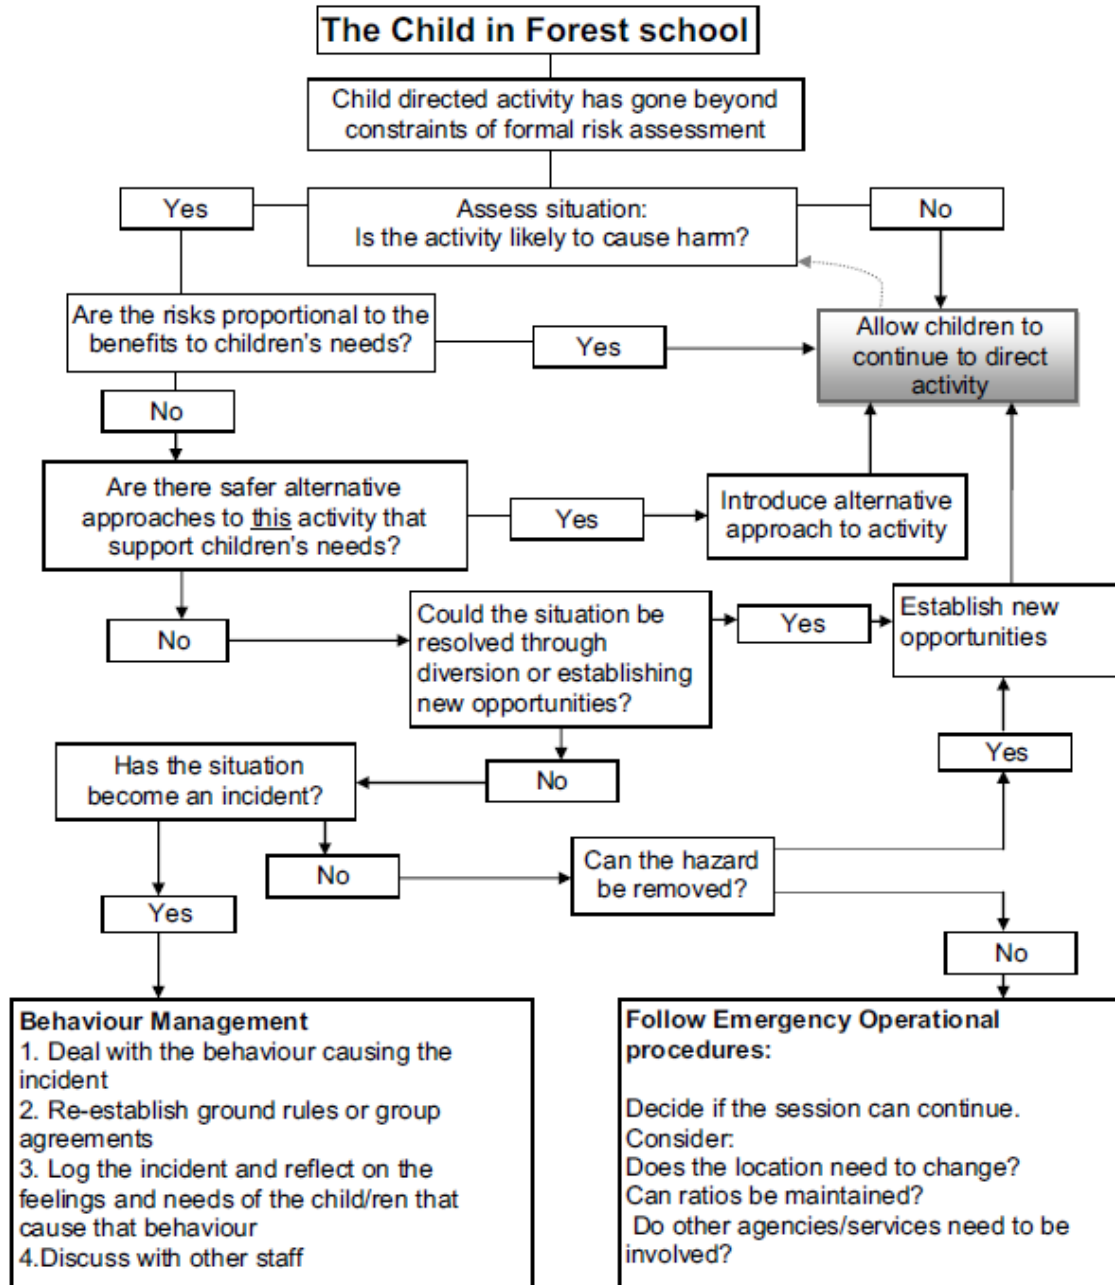 The Child in Forest school
Child directed activity has gone beyond
constraints of formal risk assessment
Yes
Assess situation:
Is the activity likely to cause harm?
No
Are the risks proportional to the
benefits to children's needs?
Yes
Allow children to
continue to direct
activity
No
Are there safer alternative
approaches to this activity that
support children's needs?
Yes
Introduce alternative
approach to activity
No
Could the situation be
resolved through
diversion or establishing
new opportunities?
Yes
Establish new
opportunities
Yes
No
Has the situation
become an incident?
No
Can the hazard
be removed?
Yes
No
Behaviour Management
1. Deal with the behaviour causing the
incident
2. Re-establish ground rules or group
agreements
3. Log the incident and reflect on the
feelings and needs of the child/ren that
cause that behaviour
4.Discuss with other staff
Follow Emergency Operational
procedures:
Decide if the session can continue.
Consider:
Does the location need to change?
Can ratios be maintained?
Do other agencies/services need to be
involved?